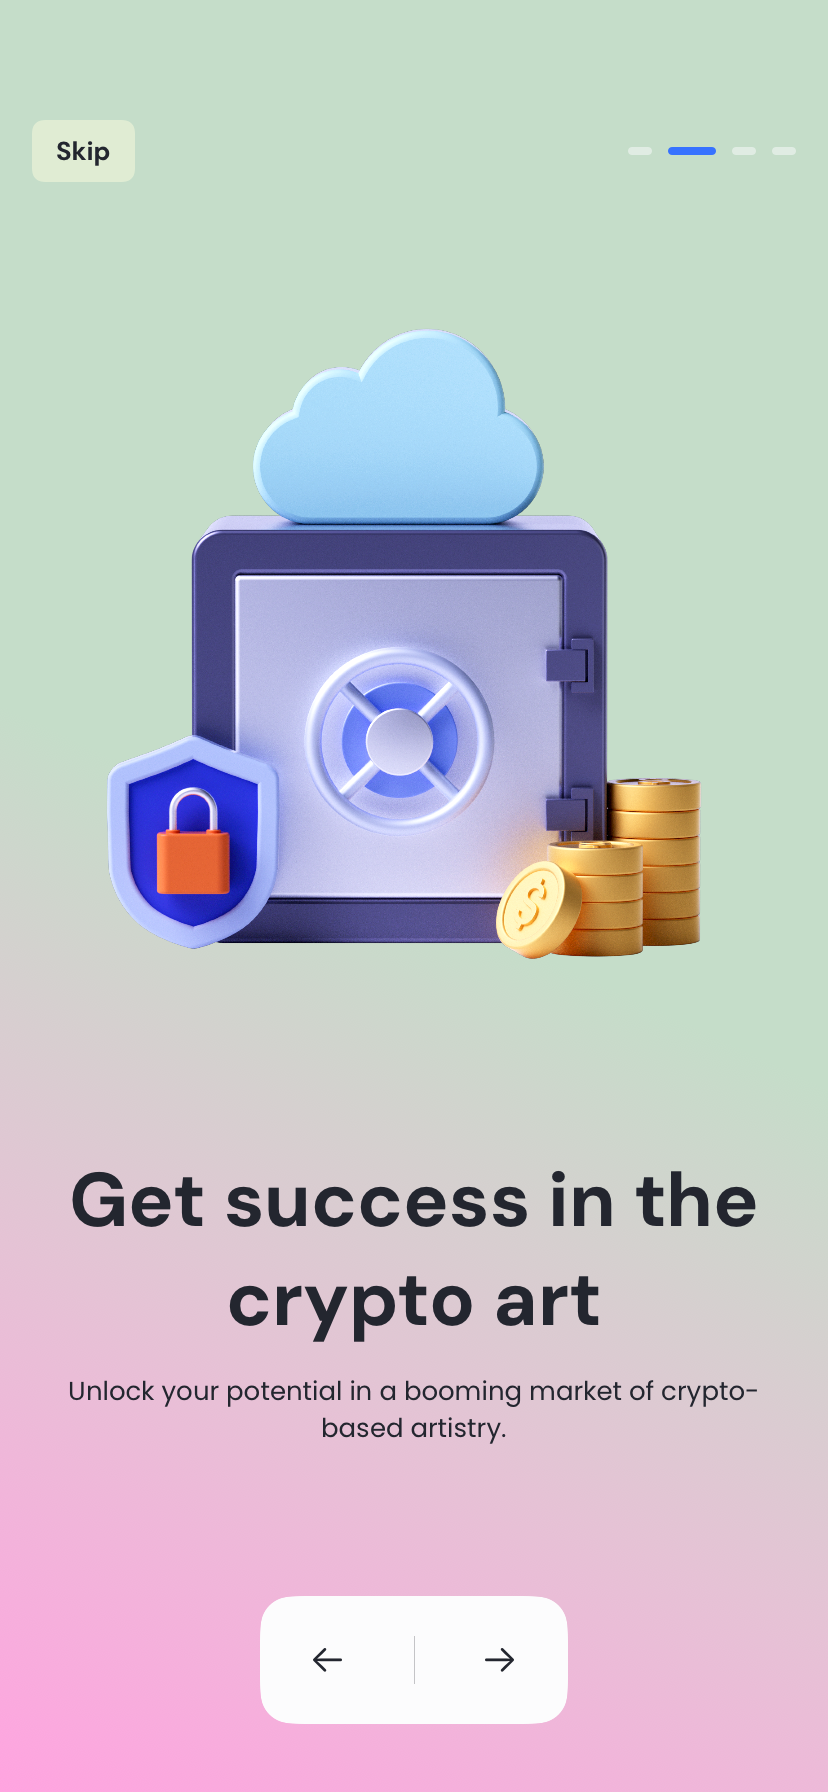 Skip
$
Get success in the
crypto art
Unlock your potential in a booming market of crypto-
based artistry.